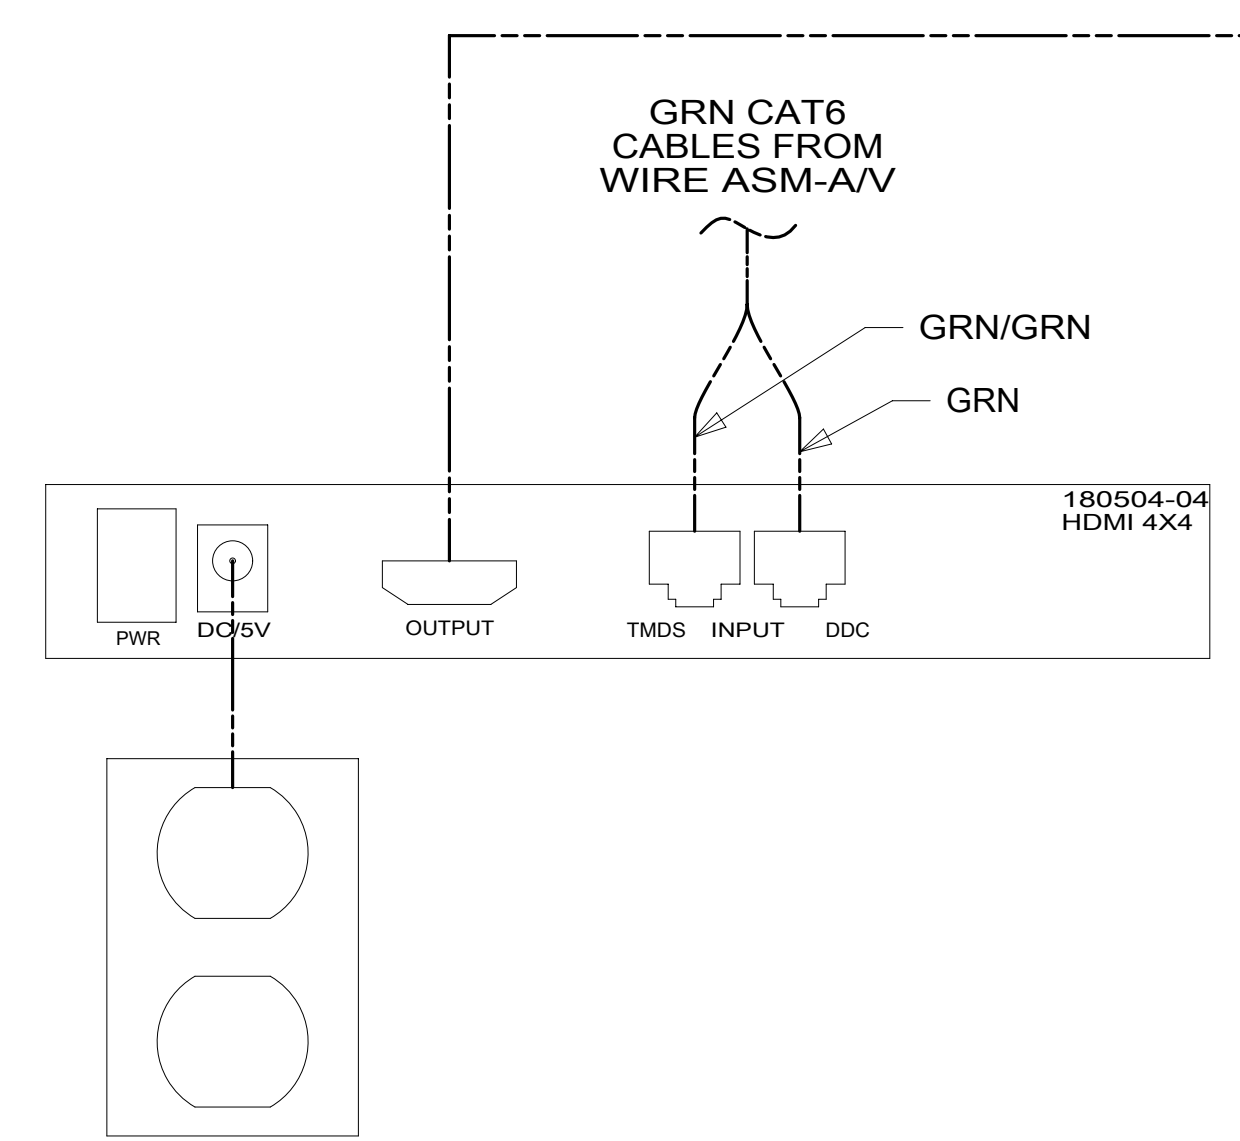 GRN CAT6
CABLES FROM
WIRE ASM-A/V
GRN/GRN
GRN
180504-04
HDMI 4X4
PWR
DC/5V
OUTPUT
TMDS INPUT DDC